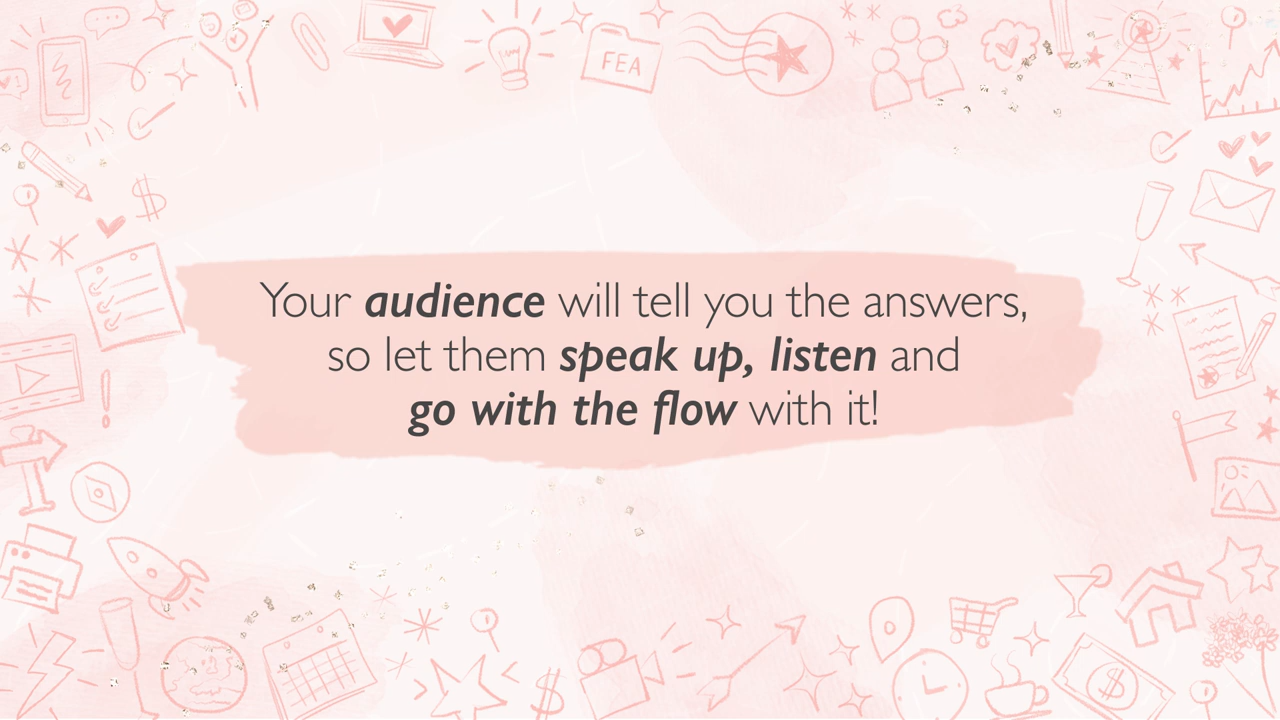 FEA
Your audience will tell you the answers,
so let them speak up, listen and
go with the flow with it!